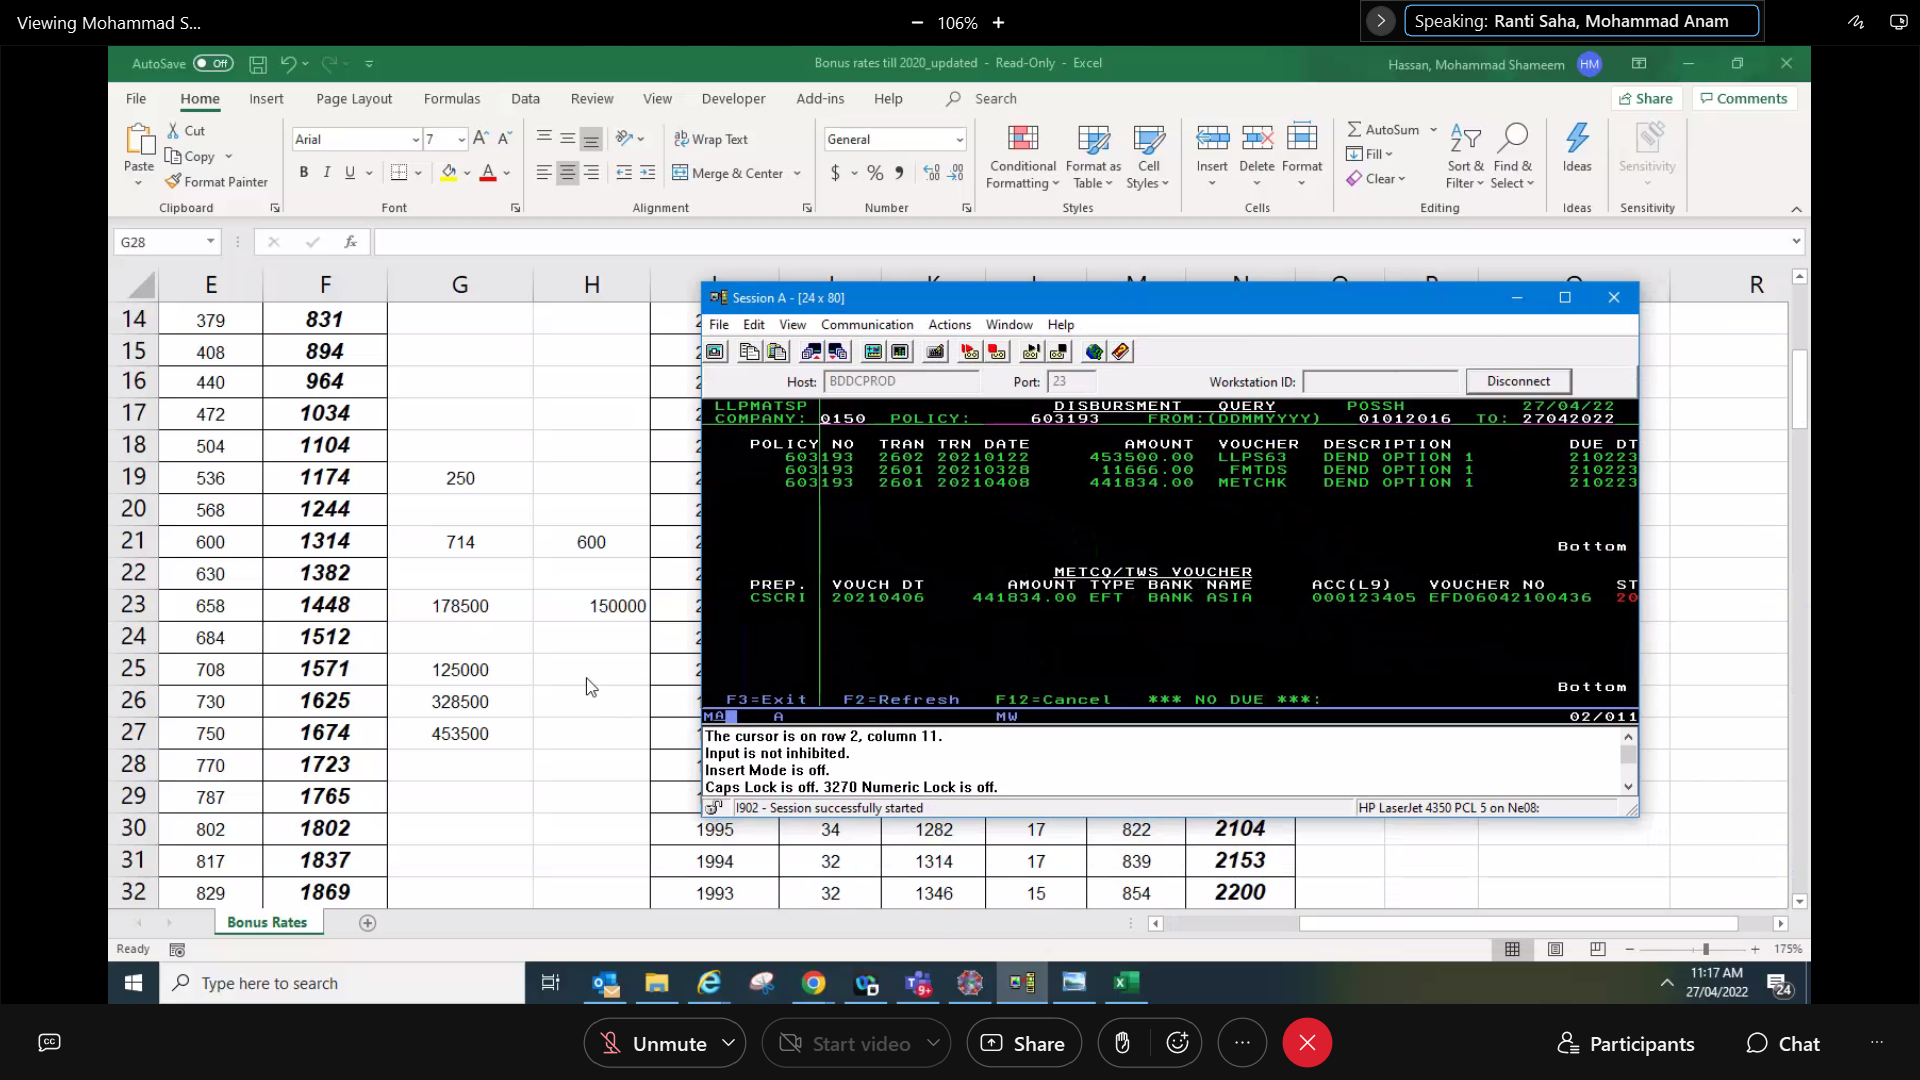 Viewing Mohammad S...
106%
Speaking: Ranti Saha, Mohammad Anam
AutoSave Off
Bonus rates till 2020_updated - Read-Only - Excel
Hassan, Mohammad Shameem HM
File Home Insert Page Layout Formulas Data Review View Developer Add-ins Help Search Share Comments
Paste Cut Copy Format Painter Clipboard
Arial 7 Font
Wrap Text Merge & Center Alignment
General Number
Conditional Formatting Format as Table Cell Styles Styles
Insert Delete Format Cells
AutoSum Fill Clear Sort & Filter Find & Select Editing
Ideas Ideas
Sensitivity Sensitivity
G28 fx
E F G H R
14 379 831
15 408 894
16 440 964
17 472 1034
18 504 1104
19 536 1174 250
20 568 1244
21 600 1314 714 600
22 630 1382
23 658 1448 178500 150000
24 684 1512
25 708 1571 125000
26 730 1625 328500
27 750 1674 453500
28 770 1723
29 787 1765
30 802 1802 1995 34 1282 17 822 2104
31 817 1837 1994 32 1314 17 839 2153
32 829 1869 1993 32 1346 15 854 2200
Session A - [24 x 80]
File Edit View Communication Actions Window Help
Host: BDDCPROD Port: 23 Workstation ID: Disconnect
LLPMATSP DISBURSMENT QUERY POSSH 27/04/22
COMPANY: 0150 POLICY: 603193 FROM:(DDMMYYYY) 01012016 TO: 27042022
POLICY NO TRAN TRN DATE AMOUNT VOUCHER DESCRIPTION DUE DT
603193 2602 20210122 453500.00 LLPS63 DEND OPTION 1 210223
603193 2601 20210328 11666.00 FMTDS DEND OPTION 1 210223
603193 2601 20210408 441834.00 METCHK DEND OPTION 1 210223
Bottom
METCQ/TWS VOUCHER
PREP. VOUCH DT AMOUNT TYPE BANK NAME ACC(L9) VOUCHER NO ST
CSCRI 20210406 441834.00 EFT BANK ASIA 000123405 EFD06042100436 20
Bottom
F3=Exit F2=Refresh F12=Cancel *** NO DUE ***:
MA A MW 02/011
The cursor is on row 2, column 11.
Input is not inhibited.
Insert Mode is off.
Caps Lock is off. 3270 Numeric Lock is off.
I902 - Session successfully started HP LaserJet 4350 PCL 5 on Ne08:
Bonus Rates
Ready 175%
Type here to search
9+
11:17 AM
27/04/2022
24
CC Unmute Start video Share Participants Chat